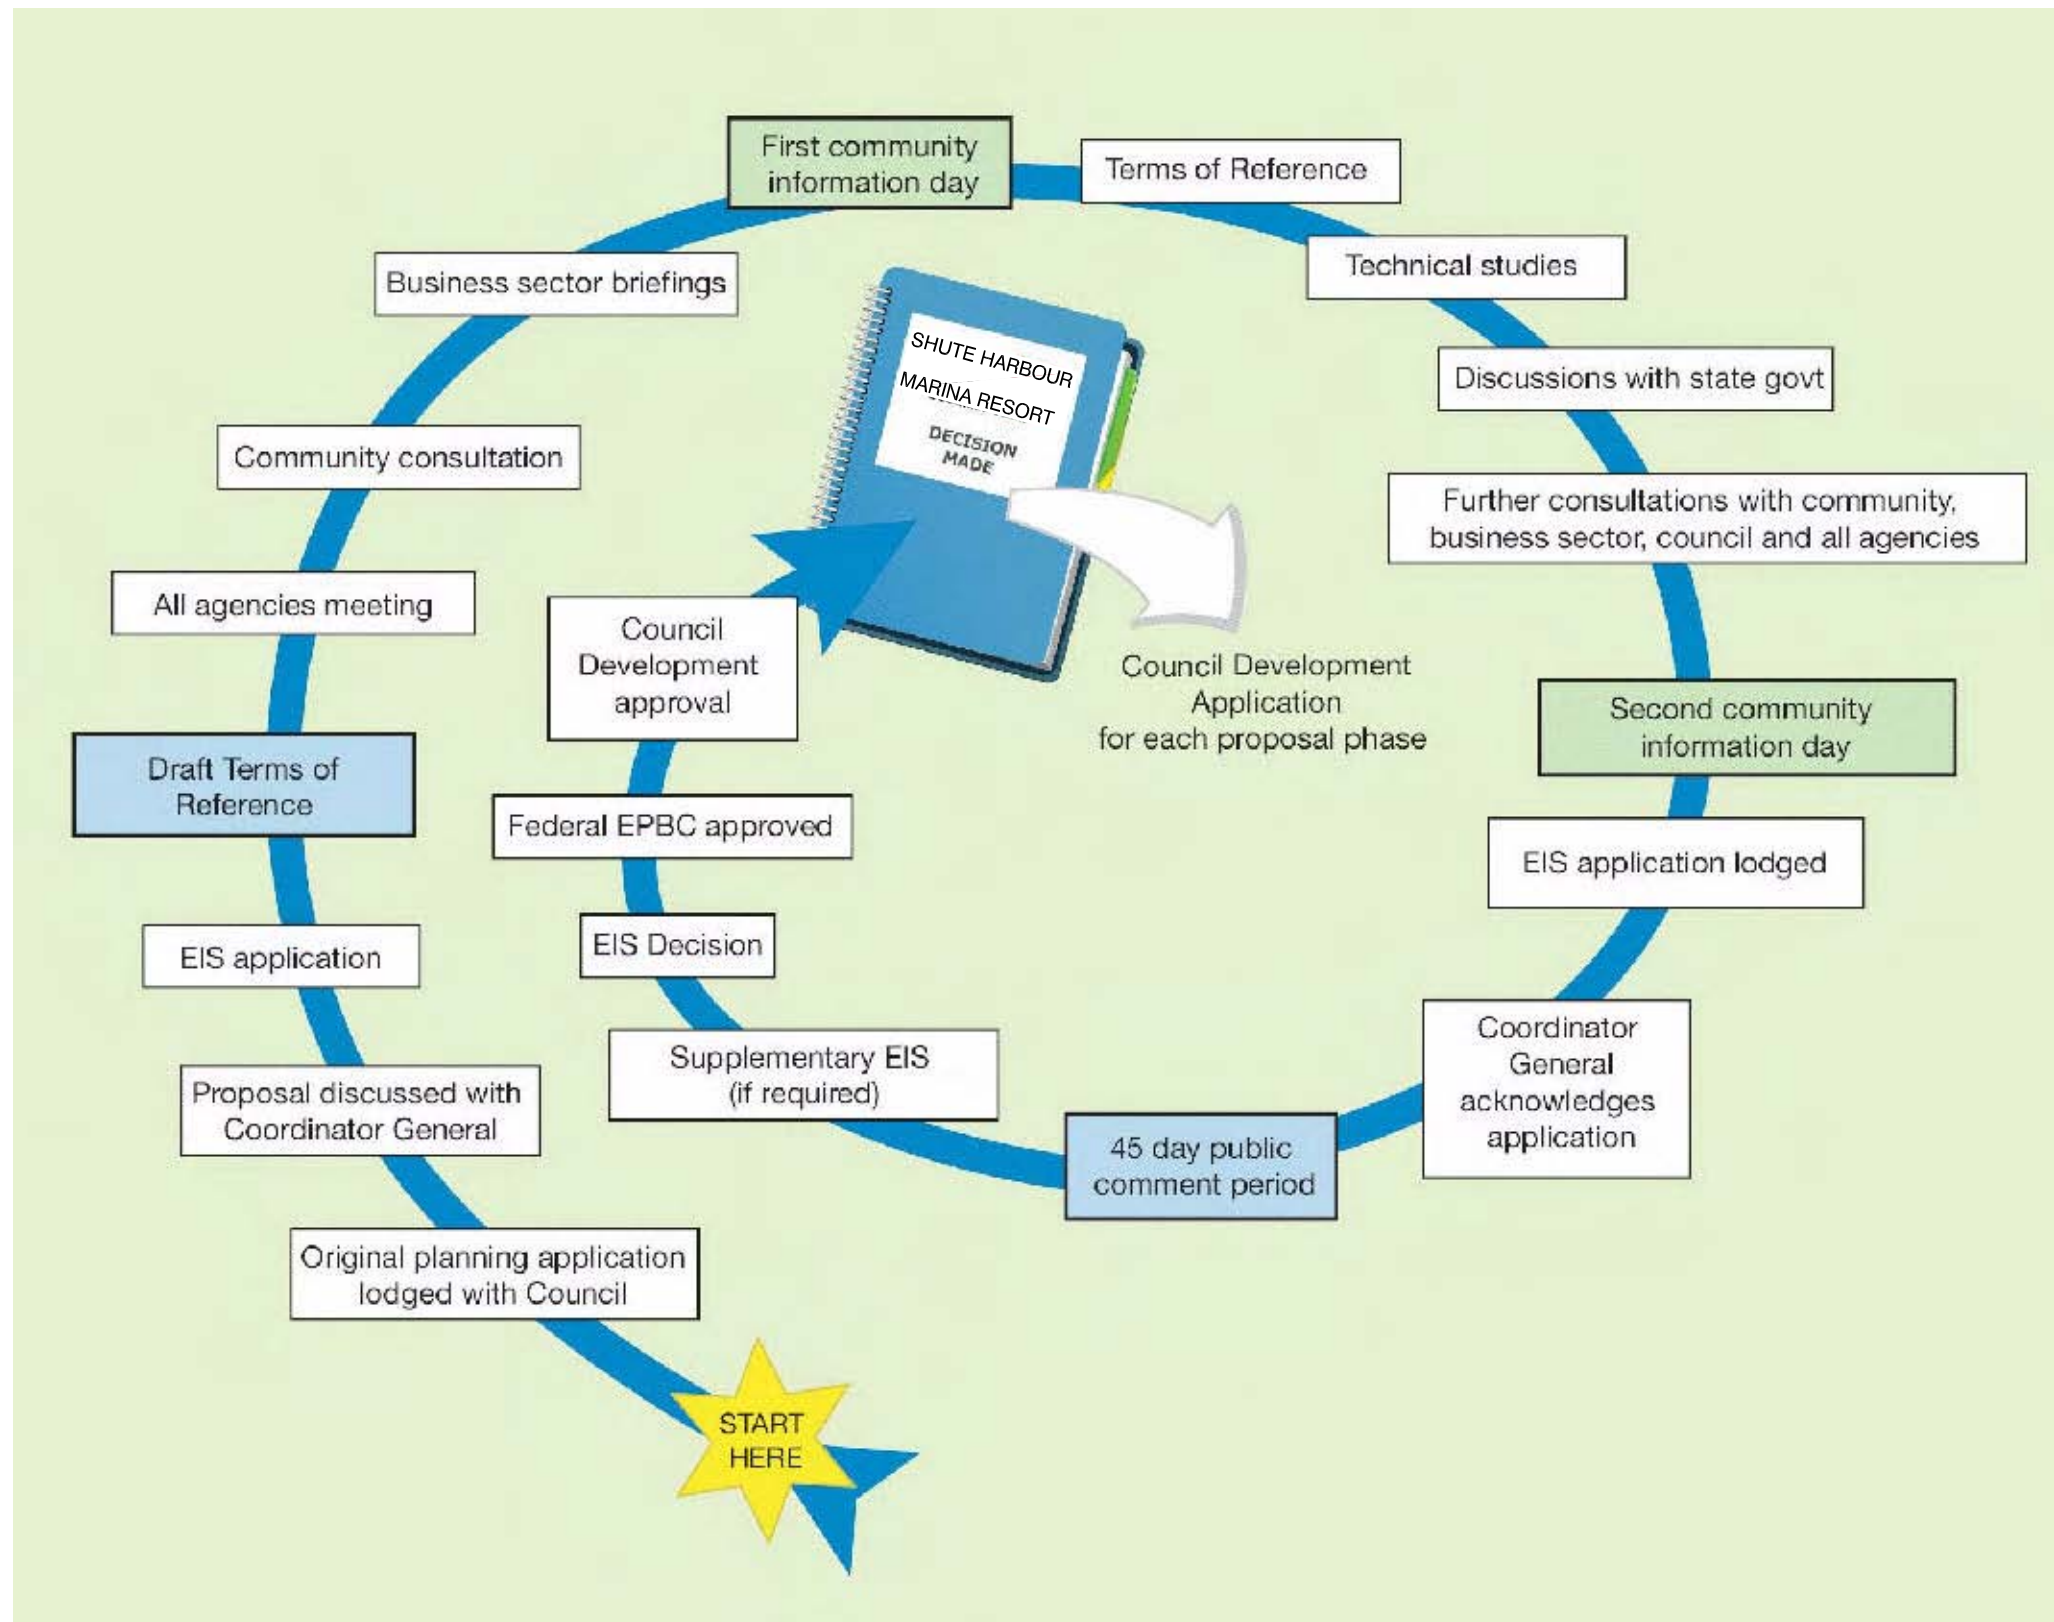 START
HERE
Original planning application
lodged with Council
Proposal discussed with
Coordinator General
EIS application
Draft Terms of
Reference
All agencies meeting
Community consultation
Business sector briefings
First community
information day
Terms of Reference
Technical studies
Discussions with state govt
Further consultations with community,
business sector, council and all agencies
Second community
information day
EIS application lodged
Coordinator
General
acknowledges
application
45 day public
comment period
Supplementary EIS
(if required)
EIS Decision
Federal EPBC approved
Council
Development
approval
SHUTE HARBOUR
MARINA RESORT
DECISION
MADE
Council Development
Application
for each proposal phase